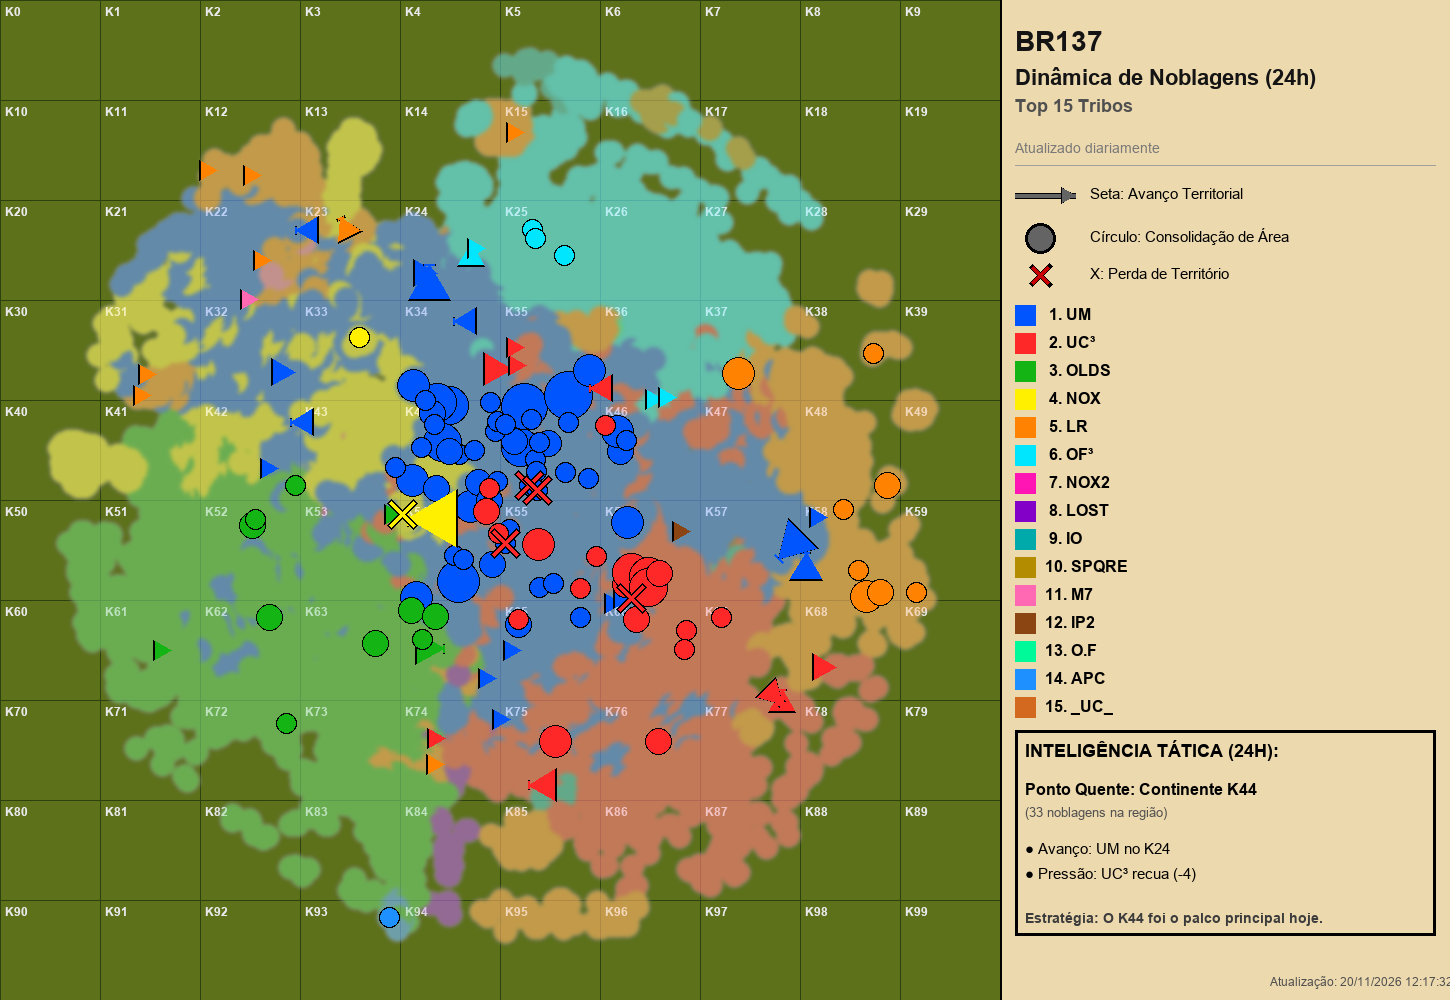 K0 K1 K2 K3 K4 K5 K6 K7 K8 K9
K10 K11 K12 K13 K14 K15 K16 K17 K18 K19
K20 K21 K22 K23 K24 K25 K26 K27 K28 K29
K30 K31 K32 K33 K34 K35 K36 K37 K38 K39
K40 K41 K42 K43 K46 K47 K48 K49
K50 K51 K52 K53 K57 K58 K59
K60 K61 K62 K63 K65 K67 K68 K69
K70 K71 K72 K73 K74 K75 K76 K77 K78 K79
K80 K81 K82 K83 K84 K85 K86 K87 K88 K89
K90 K91 K92 K93 K94 K95 K96 K97 K98 K99
BR137
Dinâmica de Noblagens (24h)
Top 15 Tribos
Atualizado diariamente
Seta: Avanço Territorial
Círculo: Consolidação de Área
X: Perda de Território
1. UM
2. UC³
3. OLDS
4. NOX
5. LR
6. OF³
7. NOX2
8. LOST
9. IO
10. SPQRE
11. M7
12. IP2
13. O.F
14. APC
15. _UC_
INTELIGÊNCIA TÁTICA (24H):
Ponto Quente: Continente K44
(33 noblagens na região)
● Avanço: UM no K24
● Pressão: UC³ recua (-4)
Estratégia: O K44 foi o palco principal hoje.
Atualização: 20/11/2026 12:17:32